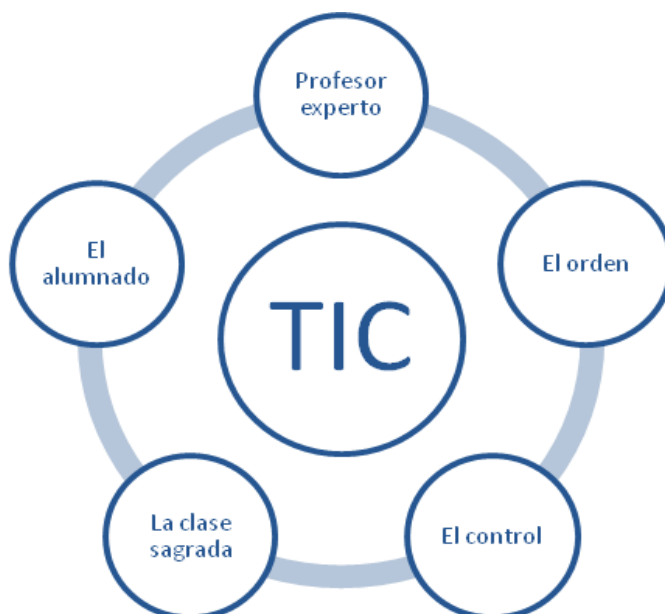 Profesor
experto
El
alumnado
El orden
TIC
La clase
sagrada
El control